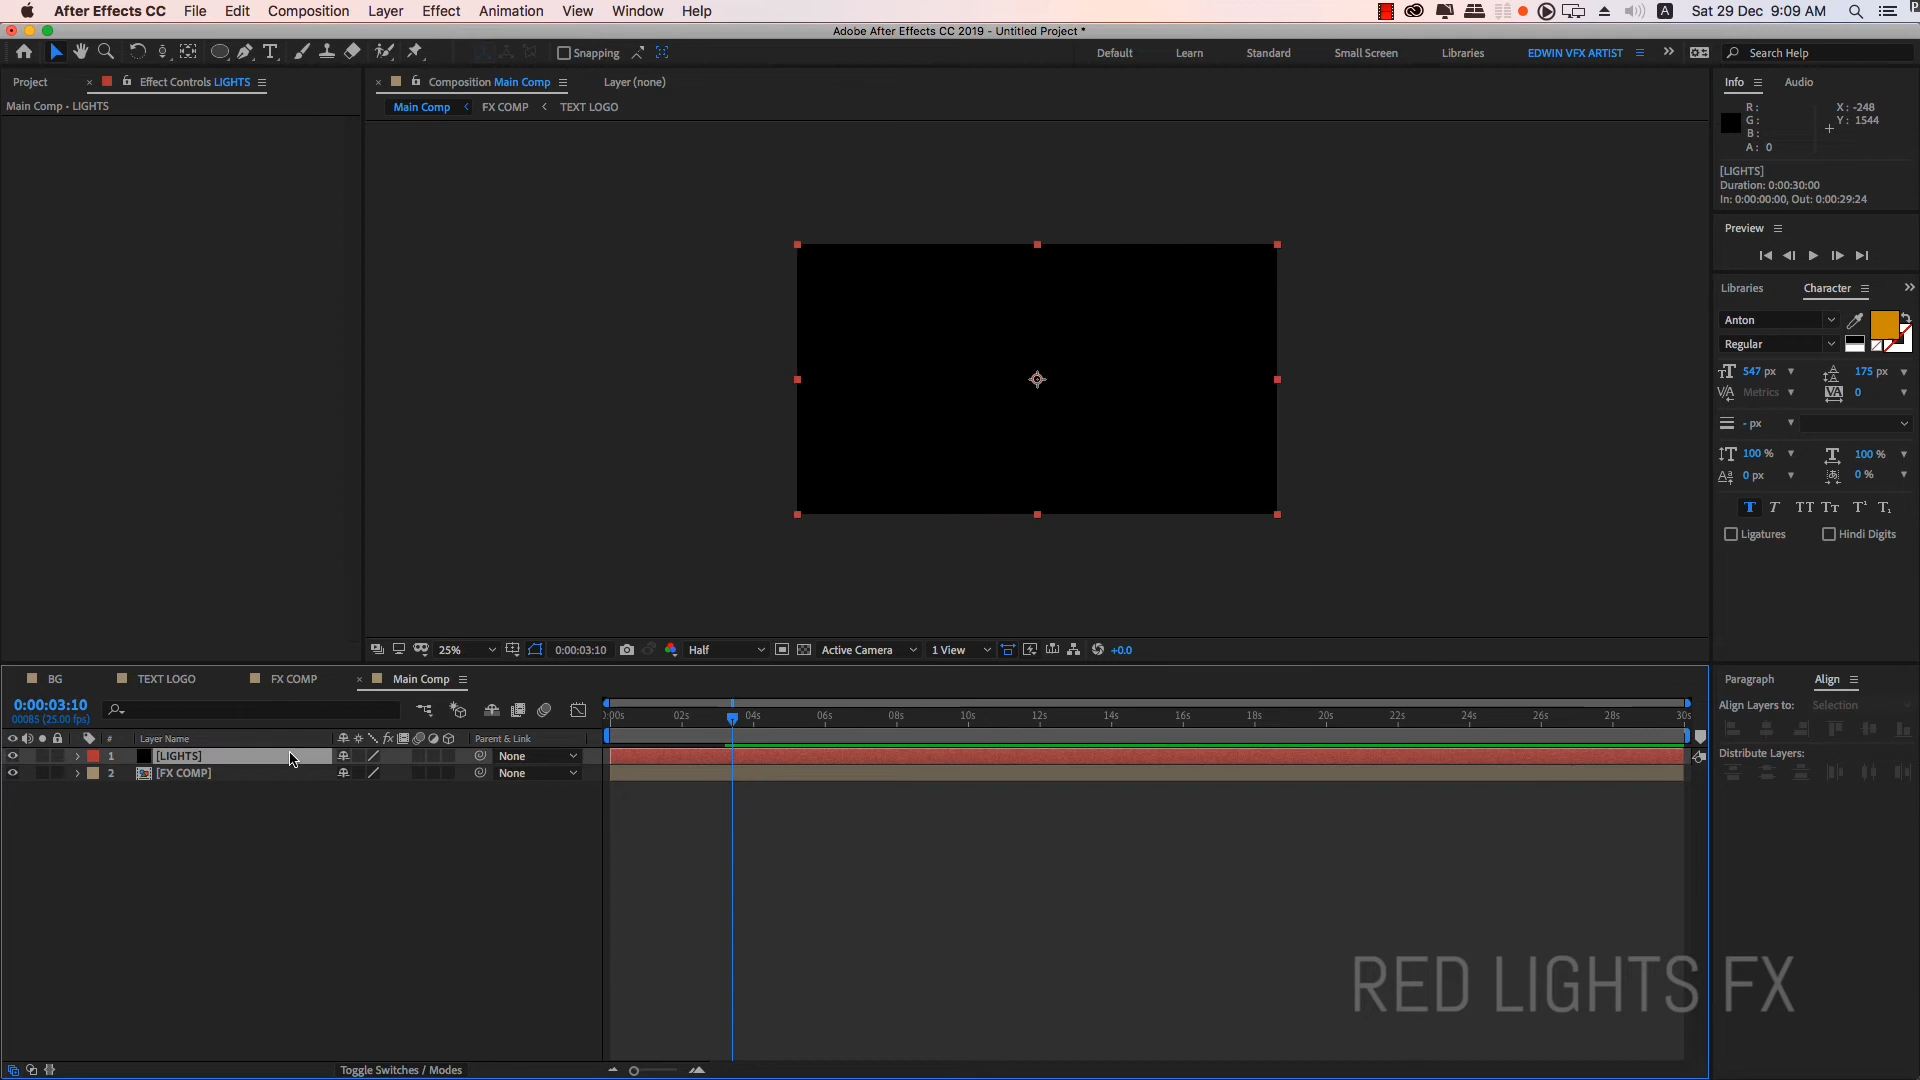 After Effects CC File Edit Composition Layer Effect Animation View Window Help A Sat 29 Dec 9:09 AM
Adobe After Effects CC 2019 - Untitled Project *
Snapping Default Learn Standard Small Screen Libraries EDWIN VFX ARTIST Search Help
Project Effect Controls LIGHTS Composition Main Comp Layer (none) Info Audio
Main Comp - LIGHTS Main Comp FX COMP TEXT LOGO
R :
G :
B :
A : 0
X : -248
Y : 1544
[LIGHTS]
Duration: 0:00:30:00
In: 0:00:00:00, Out: 0:00:29:24
Preview
Libraries Character
Anton
Regular
547 px 175 px
Metrics 0
- px
100 % 100 %
0 px 0 %
Ligatures Hindi Digits
25% 0:00:03:10 Half Active Camera 1 View +0.0
BG TEXT LOGO FX COMP Main Comp Paragraph Align
0:00:03:10
00085 (25.00 fps)
:00s 02s 04s 06s 08s 10s 12s 14s 16s 18s 20s 22s 24s 26s 28s 30s
Align Layers to: Selection
# Layer Name Parent & Link
1 [LIGHTS] None
2 [FX COMP] None
Distribute Layers:
RED LIGHTS FX
Toggle Switches / Modes